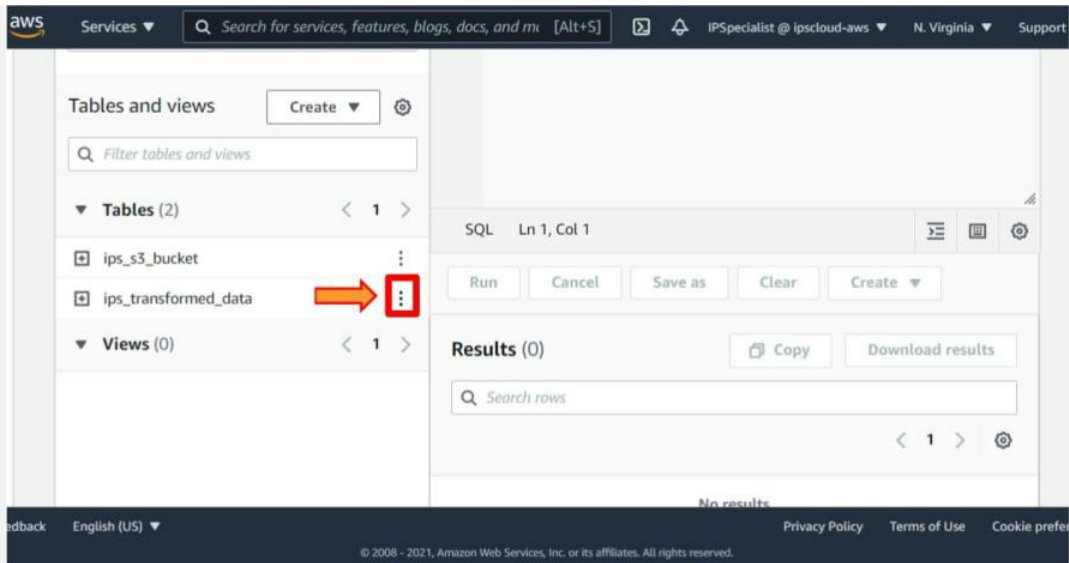 aws Services ▼ Search for services, features, blogs, docs, and m [Alt+S] IPSpecialist @ ipscloud-aws ▼ N. Virginia ▼ Support
Tables and views Create ▼
Filter tables and views
▼ Tables (2) < 1 >
ips_s3_bucket
ips_transformed_data
▼ Views (0) < 1 >
SQL Ln 1, Col 1
Run Cancel Save as Clear Create ▼
Results (0) Copy Download results
Search rows
< 1 >
No results
edback English (US) ▼ Privacy Policy Terms of Use Cookie prefe
© 2008 - 2021, Amazon Web Services, Inc. or its affiliates. All rights reserved.